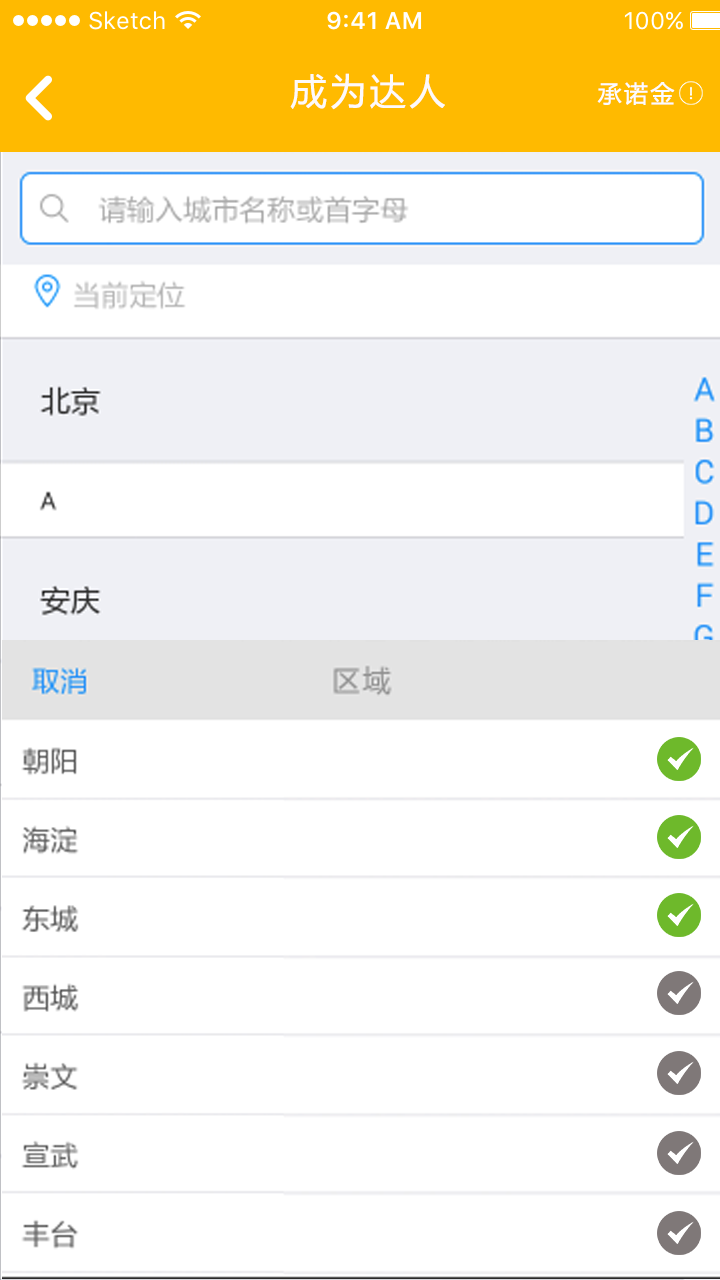 Sketch 9:41 AM 100%
成为达人 承诺金
请输入城市名称或首字母
当前定位
北京
A
安庆
A
B
C
D
E
F
G
取消 区域
朝阳
海淀
东城
西城
崇文
宣武
丰台